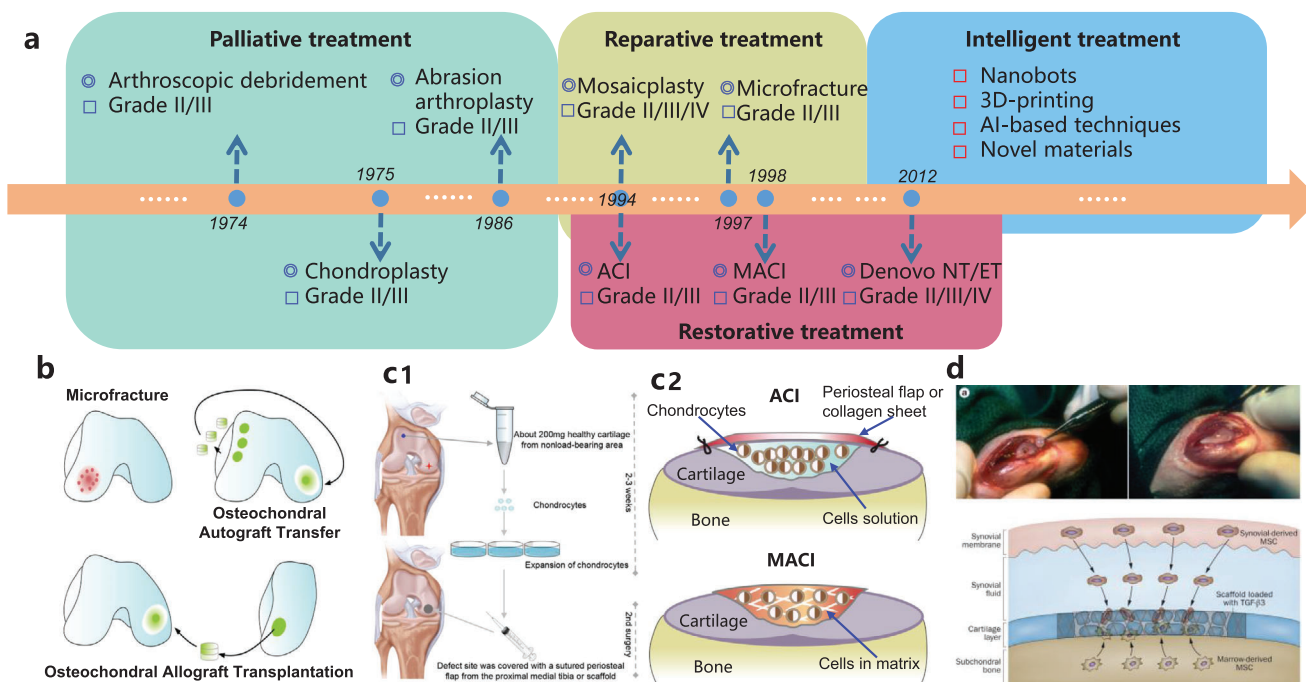 a
Palliative treatment
Arthroscopic debridement
Grade II/III
Abrasion
arthroplasty
Grade II/III
1974
1975
1986
Chondroplasty
Grade II/III
Reparative treatment
Mosaicplasty
Grade II/III/IV
Microfracture
Grade II/III
1994
1997
1998
2012
ACI
Grade II/III
MACI
Grade II/III
Denovo NT/ET
Grade II/III/IV
Restorative treatment
Intelligent treatment
Nanobots
3D-printing
AI-based techniques
Novel materials
b
Microfracture
Osteochondral
Autograft Transfer
Osteochondral Allograft Transplantation
c1
About 200mg healthy cartilage
from nonload-bearing area
Chondrocytes
Expansion of chondrocytes
2-3 weeks
2nd surgery
Defect site was covered with a sutured periosteal
flap from the proximal medial tibia or scaffold
c2
ACI
Chondrocytes
Periosteal flap or
collagen sheet
Cartilage
Bone
Cells solution
MACI
Cartilage
Bone
Cells in matrix
d
a
Synovial
membrane
Synovial-derived
MSC
Synovial
fluid
Scaffold loaded
with TGF-β3
Cartilage
layer
Subchondral
bone
Marrow-derived
MSC